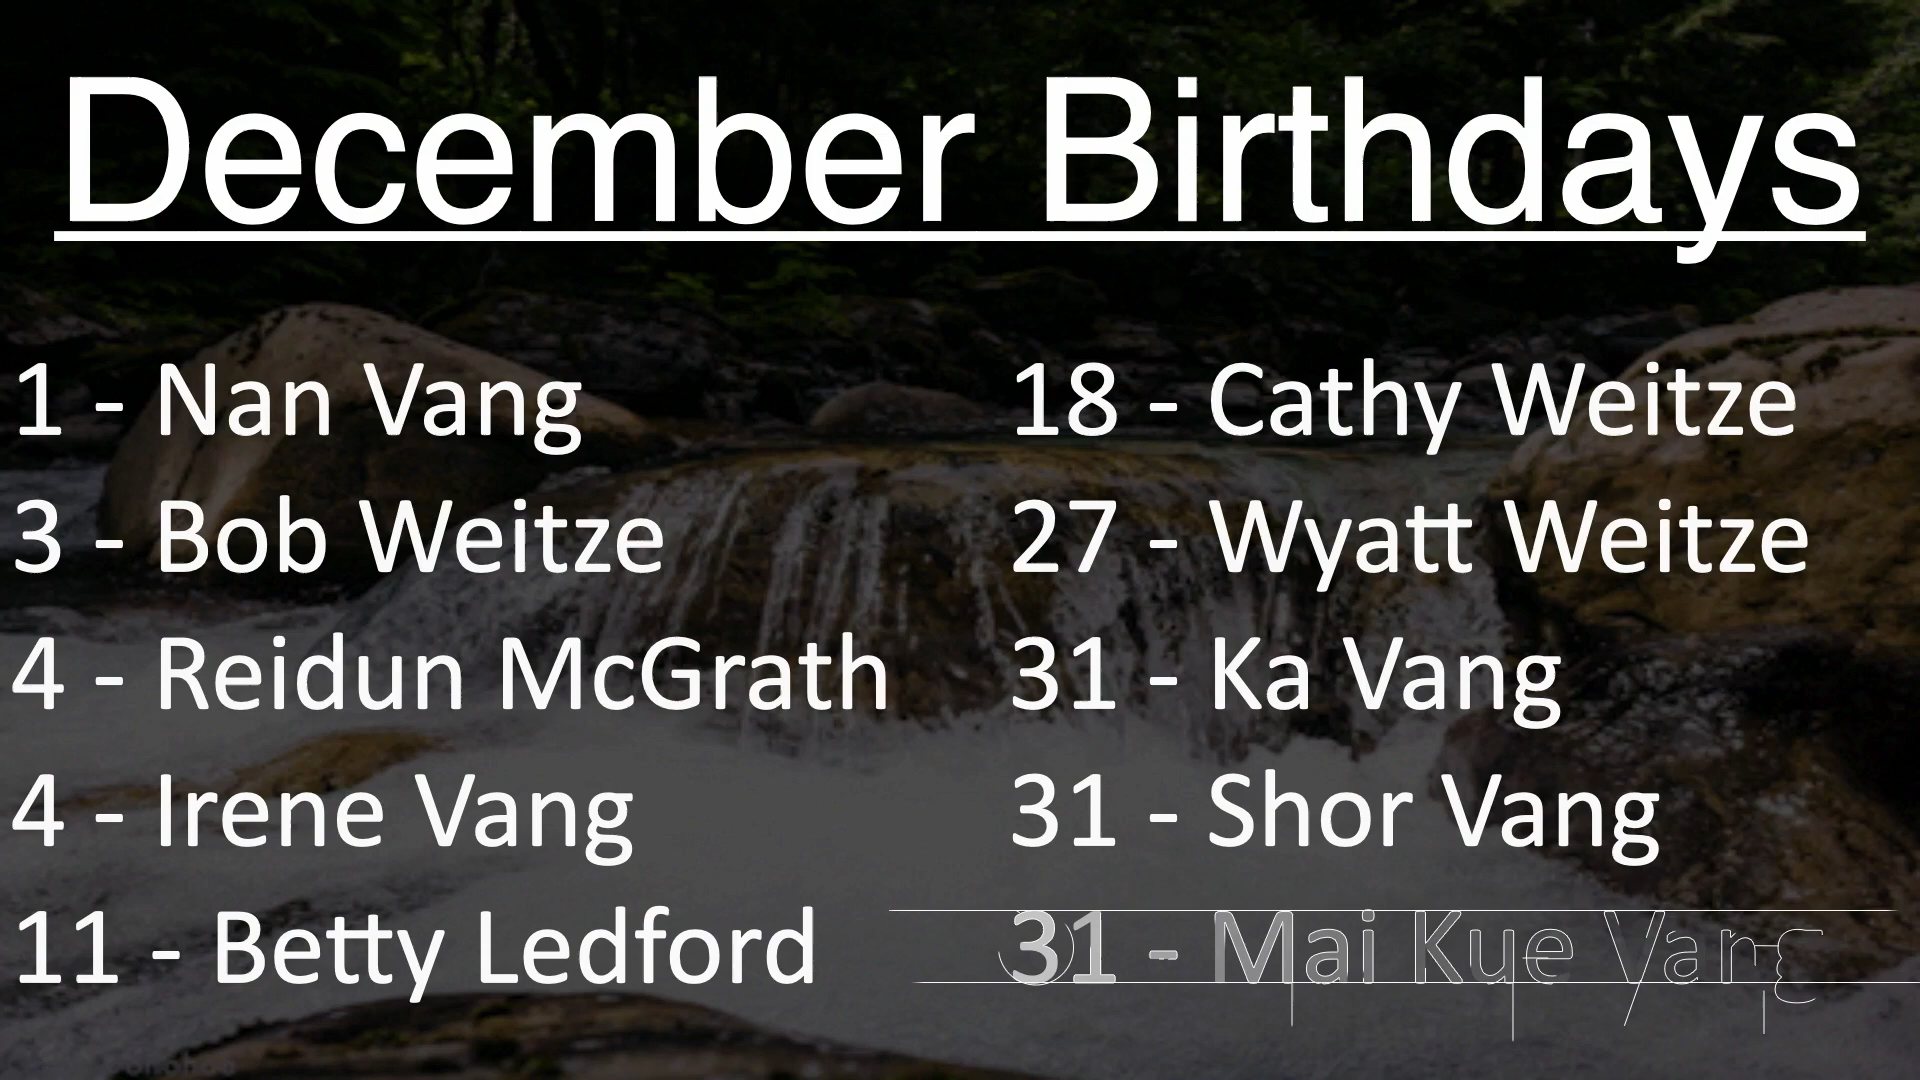 December Birthdays
1 - Nan Vang
3 - Bob Weitze
4 - Reidun McGrath
4 - Irene Vang
11 - Betty Ledford
18 - Cathy Weitze
27 - Wyatt Weitze
31 - Ka Vang
31 - Shor Vang
31 - Mai Kue Vang